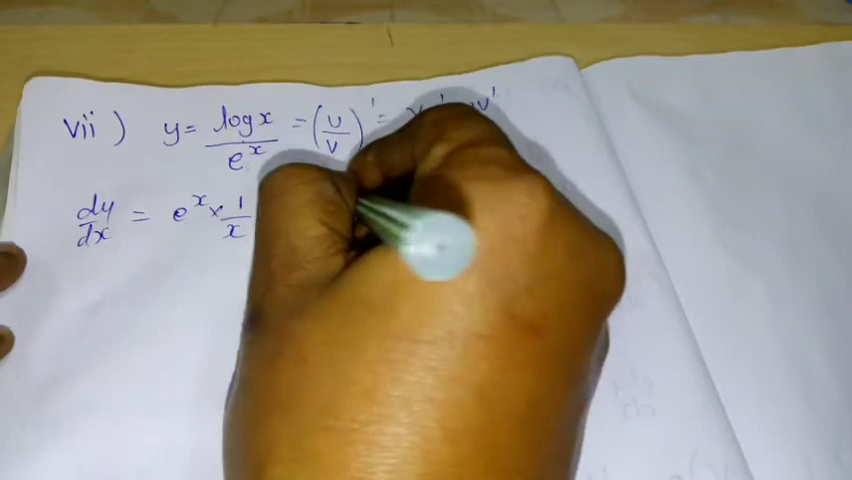 vii) y = log x / e^x = (u/v)' = v'
dy/dx = e^x × 1/x